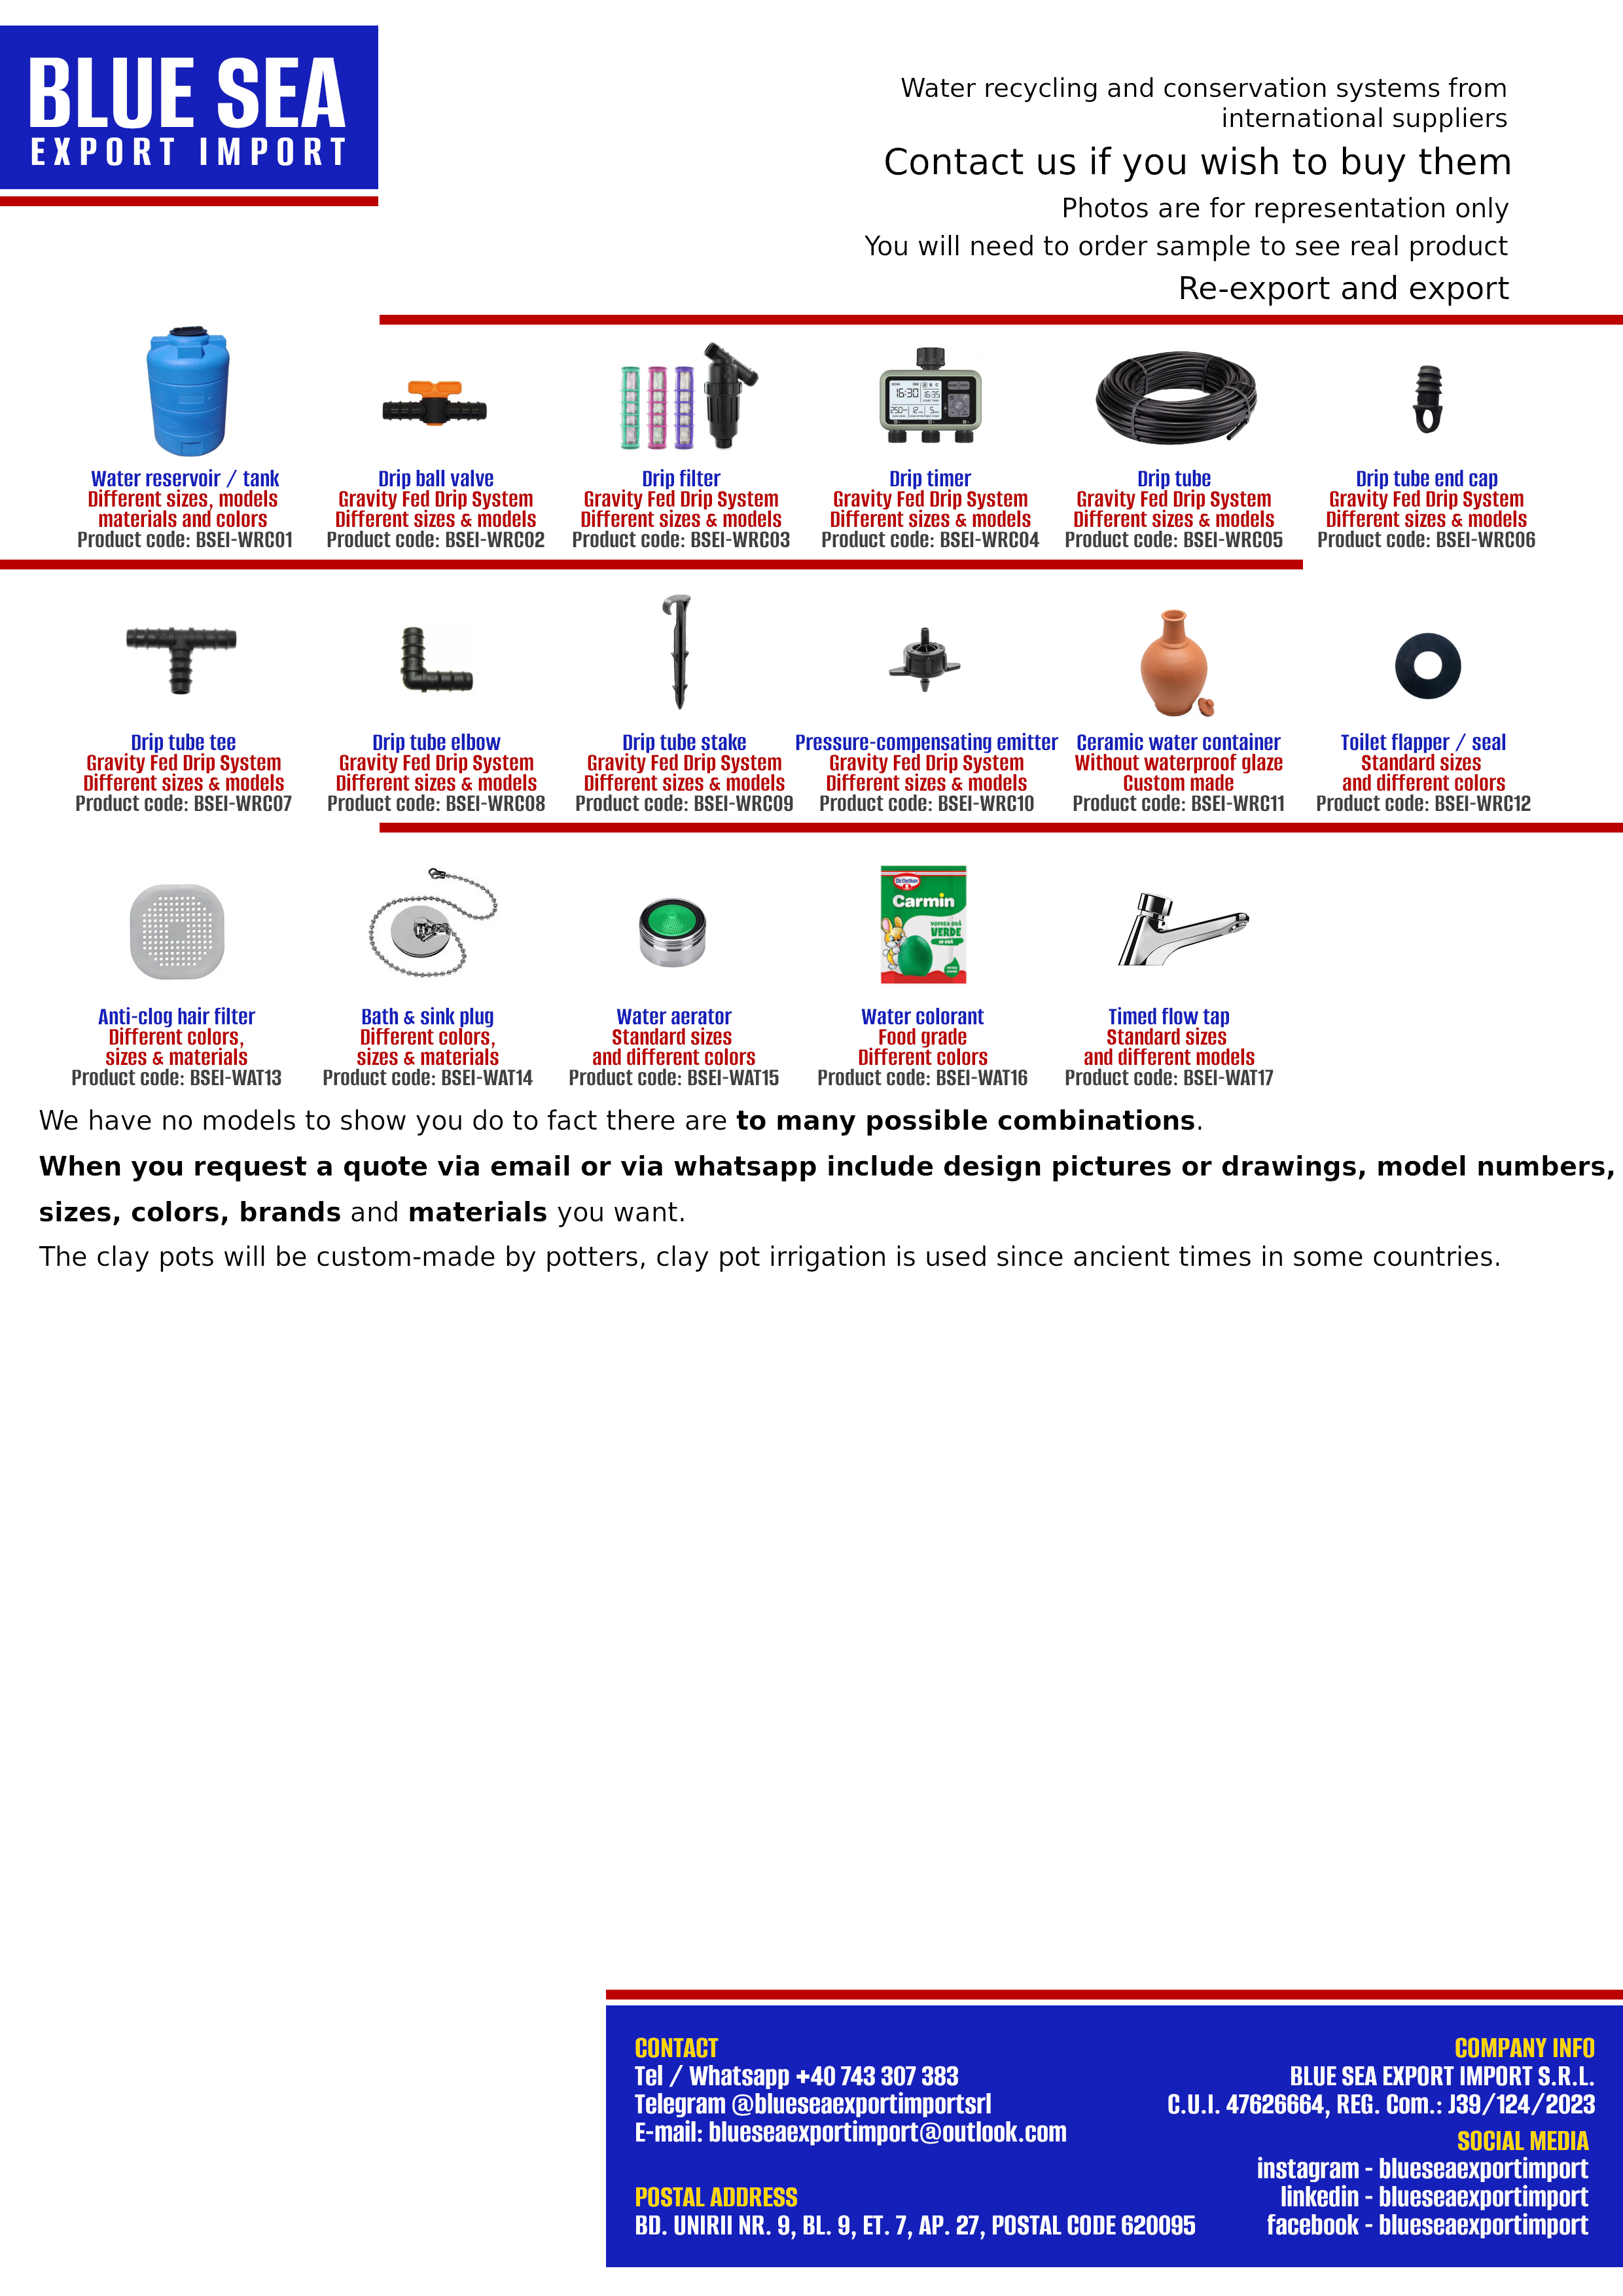 BLUE SEA
EXPORT IMPORT
Water recycling and conservation systems from
international suppliers
Contact us if you wish to buy them
Photos are for representation only
You will need to order sample to see real product
Re-export and export
Water reservoir / tank
Different sizes, models
materials and colors
Product code: BSEI-WRC01
Drip ball valve
Gravity Fed Drip System
Different sizes & models
Product code: BSEI-WRC02
Drip filter
Gravity Fed Drip System
Different sizes & models
Product code: BSEI-WRC03
16:30
16:35
Drip timer
Gravity Fed Drip System
Different sizes & models
Product code: BSEI-WRC04
Drip tube
Gravity Fed Drip System
Different sizes & models
Product code: BSEI-WRC05
Drip tube end cap
Gravity Fed Drip System
Different sizes & models
Product code: BSEI-WRC06
Drip tube tee
Gravity Fed Drip System
Different sizes & models
Product code: BSEI-WRC07
Drip tube elbow
Gravity Fed Drip System
Different sizes & models
Product code: BSEI-WRC08
Drip tube stake
Gravity Fed Drip System
Different sizes & models
Product code: BSEI-WRC09
Pressure-compensating emitter
Gravity Fed Drip System
Different sizes & models
Product code: BSEI-WRC10
Ceramic water container
Without waterproof glaze
Custom made
Product code: BSEI-WRC11
Toilet flapper / seal
Standard sizes
and different colors
Product code: BSEI-WRC12
Anti-clog hair filter
Different colors,
sizes & materials
Product code: BSEI-WAT13
Bath & sink plug
Different colors,
sizes & materials
Product code: BSEI-WAT14
Water aerator
Standard sizes
and different colors
Product code: BSEI-WAT15
Dr. Oetker
Carmin
VOPSEA OUĂ
VERDE
Water colorant
Food grade
Different colors
Product code: BSEI-WAT16
Timed flow tap
Standard sizes
and different models
Product code: BSEI-WAT17
We have no models to show you do to fact there are to many possible combinations.
When you request a quote via email or via whatsapp include design pictures or drawings, model numbers,
sizes, colors, brands and materials you want.
The clay pots will be custom-made by potters, clay pot irrigation is used since ancient times in some countries.
CONTACT
Tel / Whatsapp +40 743 307 383
Telegram @blueseaexportimportsrl
E-mail: blueseaexportimport@outlook.com
POSTAL ADDRESS
BD. UNIRII NR. 9, BL. 9, ET. 7, AP. 27, POSTAL CODE 620095
COMPANY INFO
BLUE SEA EXPORT IMPORT S.R.L.
C.U.I. 47626664, REG. Com.: J39/124/2023
SOCIAL MEDIA
instagram - blueseaexportimport
linkedin - blueseaexportimport
facebook - blueseaexportimport